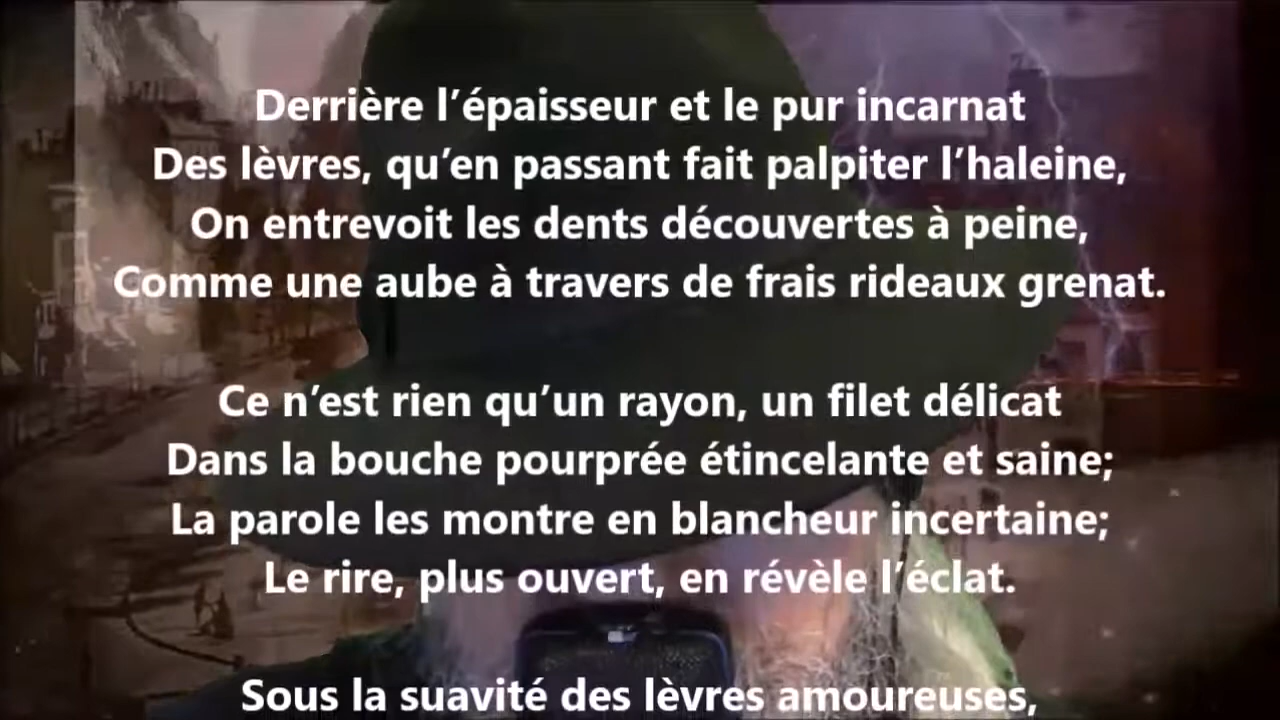 Derrière l’épaisseur et le pur incarnat
Des lèvres, qu’en passant fait palpiter l’haleine,
On entrevoit les dents découvertes à peine,
Comme une aube à travers de frais rideaux grenat.
Ce n’est rien qu’un rayon, un filet délicat
Dans la bouche pourprée étincelante et saine;
La parole les montre en blancheur incertaine;
Le rire, plus ouvert, en révèle l’éclat.
Sous la suavité des lèvres amoureuses,